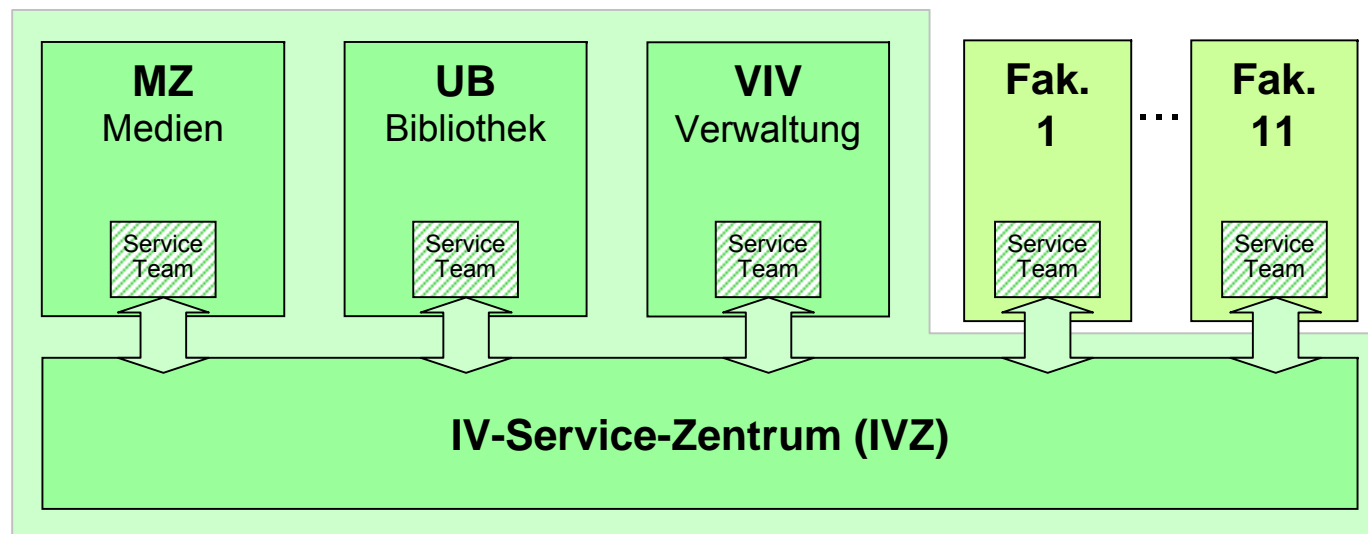 MZ
Medien
Service
Team
UB
Bibliothek
Service
Team
VIV
Verwaltung
Service
Team
Fak.
1
Service
Team
...
Fak.
11
Service
Team
IV-Service-Zentrum (IVZ)